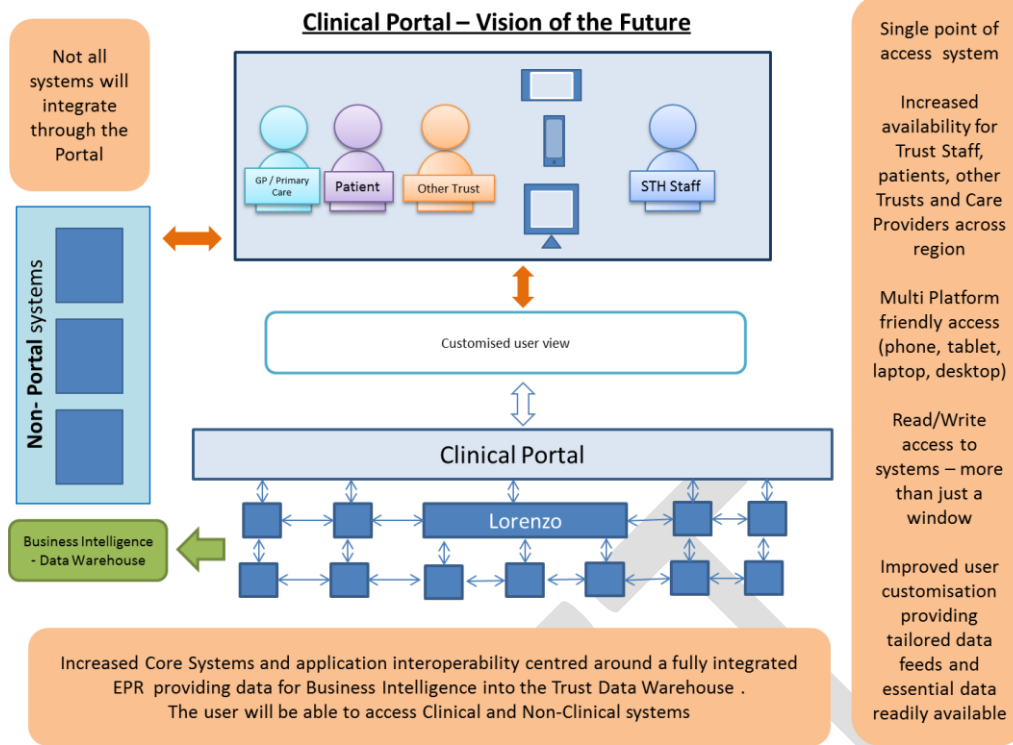 Clinical Portal – Vision of the Future
Not all
systems will
integrate
through the
Portal
GP / Primary
Care
Patient
Other Trust
STH Staff
Non- Portal systems
Customised user view
Clinical Portal
Lorenzo
Business Intelligence
- Data Warehouse
Increased Core Systems and application interoperability centred around a fully integrated
EPR providing data for Business Intelligence into the Trust Data Warehouse .
The user will be able to access Clinical and Non-Clinical systems
Single point of
access system
Increased
availability for
Trust Staff,
patients, other
Trusts and Care
Providers across
region
Multi Platform
friendly access
(phone, tablet,
laptop, desktop)
Read/Write
access to
systems – more
than just a
window
Improved user
customisation
providing
tailored data
feeds and
essential data
readily available